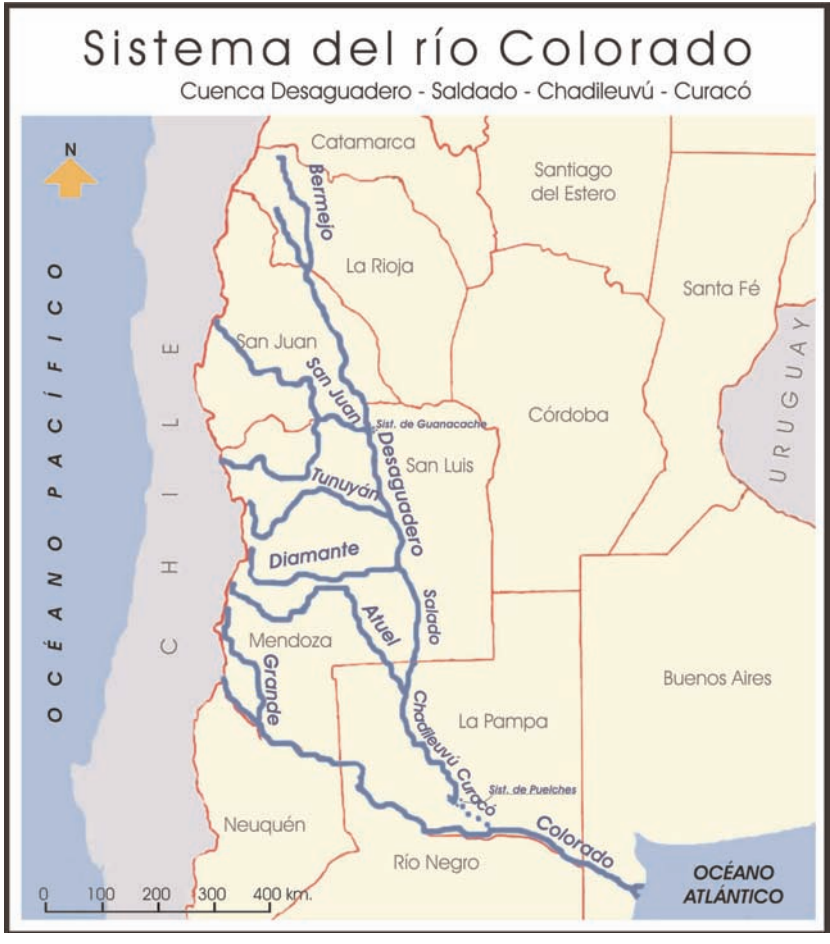 Sistema del río Colorado
Cuenca Desaguadero - Saldado - Chadileuvú - Curacó
N
Catamarca
Santiago
del Estero
Bermejo
La Rioja
Santa Fé
OCÉANO PACÍFICO
CHILE
URUGUAY
San Juan
San Juan
Sist. de Guanacache
Córdoba
Desaguadero
San Luis
Tunuyán
Diamante
Salado
Atuel
Mendoza
Grande
Buenos Aires
La Pampa
Chadileuvú Curacó
Sist. de Puelches
Neuquén
Colorado
Río Negro
OCÉANO
ATLÁNTICO
0 100 200 300 400 km.